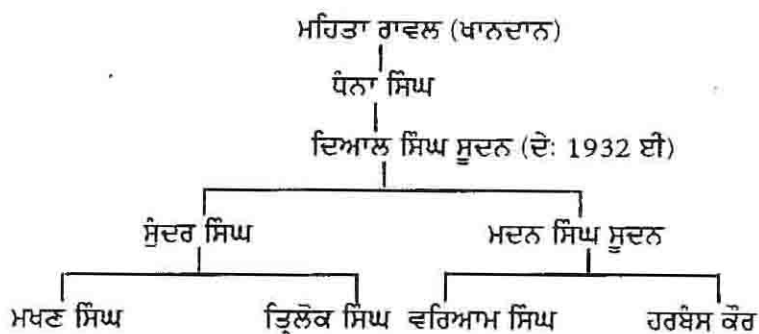 ਮਹਿਤਾ ਰਾਵਲ (ਖਾਨਦਾਨ)
ਧੰਨਾ ਸਿੰਘ
ਦਿਆਲ ਸਿੰਘ ਸੂਦਨ (ਦੇਃ 1932 ਈ)
ਸੁੰਦਰ ਸਿੰਘ ਮਦਨ ਸਿੰਘ ਸੂਦਨ
ਮਖਣ ਸਿੰਘ ਤ੍ਰਿਲੋਕ ਸਿੰਘ ਵਰਿਆਮ ਸਿੰਘ ਹਰਬੰਸ ਕੌਰ